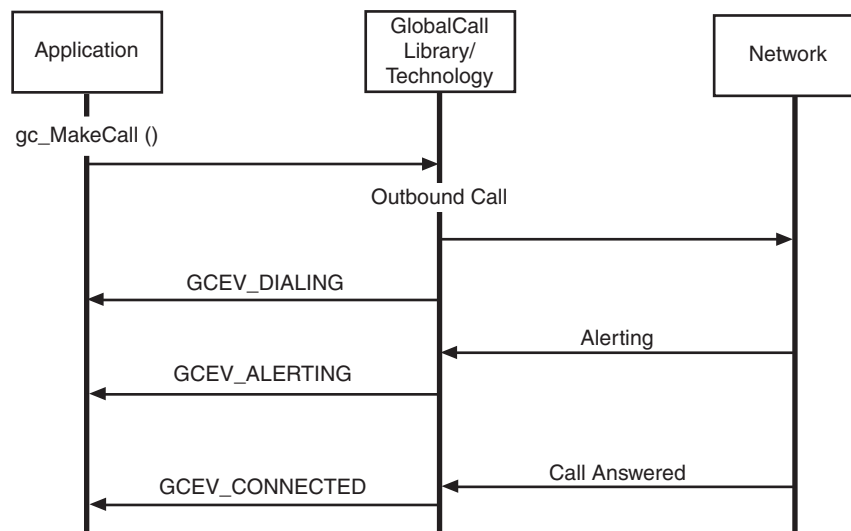 Application
GlobalCall
Library/
Technology
Network
gc_MakeCall ()
Outbound Call
GCEV_DIALING
Alerting
GCEV_ALERTING
Call Answered
GCEV_CONNECTED